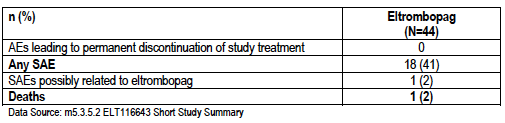 n (%) Eltrombopag
(N=44)
AEs leading to permanent discontinuation of study treatment 0
Any SAE 18 (41)
SAEs possibly related to eltrombopag 1 (2)
Deaths 1 (2)
Data Source: m5.3.5.2 ELT116643 Short Study Summary